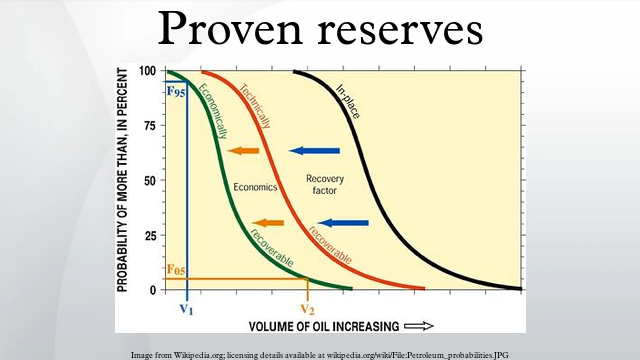 Proven reserves
PROBABILITY OF MORE THAN, IN PERCENT
100
75
50
25
0
F95
F05
Economically
recoverable
Technically
recoverable
In-place
Economics
Recovery
factor
V1
V2
VOLUME OF OIL INCREASING
Image from Wikipedia.org; licensing details available at wikipedia.org/wiki/File:Petroleum_probabilities.JPG